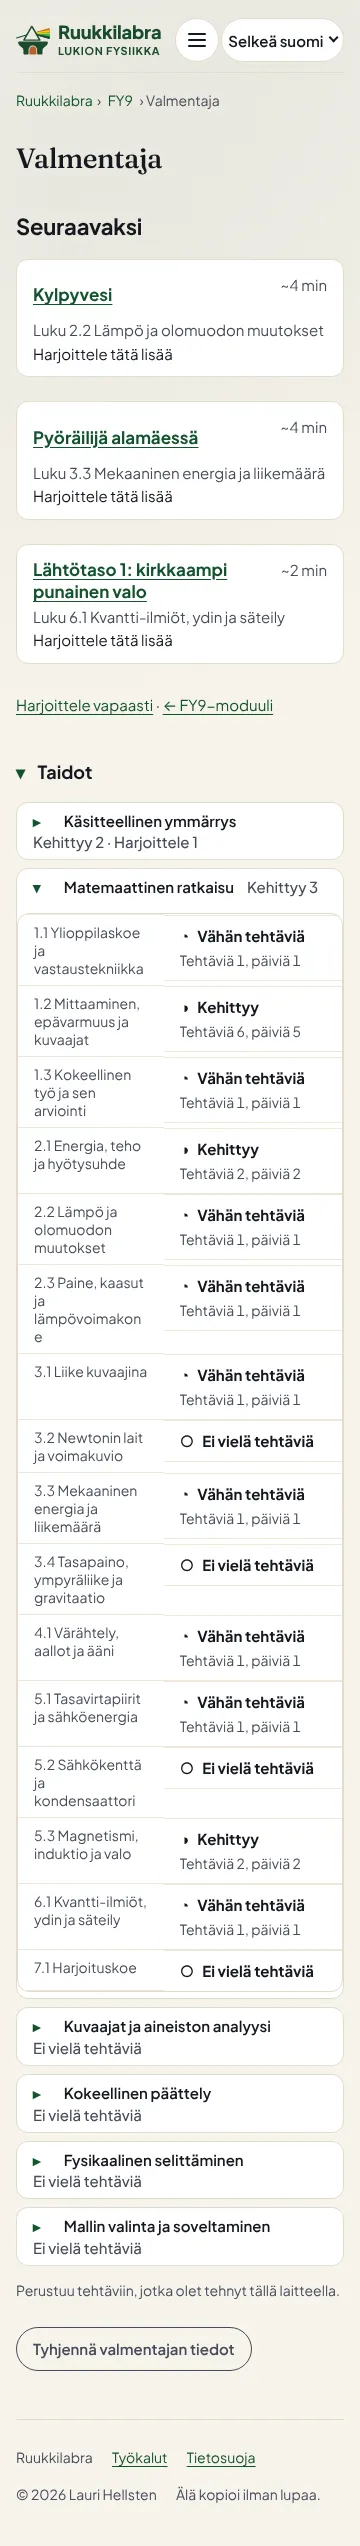 Ruukkilabra
LUKION FYSIIKKA
Selkeä suomi
Ruukkilabra › FY9 › Valmentaja
Valmentaja
Seuraavaksi
Kylpyvesi ~4 min
Luku 2.2 Lämpö ja olomuodon muutokset
Harjoittele tätä lisää
Pyöräilijä alamäessä ~4 min
Luku 3.3 Mekaaninen energia ja liikemäärä
Harjoittele tätä lisää
Lähtötaso 1: kirkkaampi ~2 min
punainen valo
Luku 6.1 Kvantti-ilmiöt, ydin ja säteily
Harjoittele tätä lisää
Harjoittele vapaasti · ← FY9-moduuli
▾ Taidot
▸ Käsitteellinen ymmärrys
Kehittyy 2 · Harjoittele 1
▾ Matemaattinen ratkaisu Kehittyy 3
1.1 Ylioppilaskoe
ja
vastaustekniikka
Vähän tehtäviä
Tehtäviä 1, päiviä 1
1.2 Mittaaminen,
epävarmuus ja
kuvaajat
Kehittyy
Tehtäviä 6, päiviä 5
1.3 Kokeellinen
työ ja sen
arviointi
Vähän tehtäviä
Tehtäviä 1, päiviä 1
2.1 Energia, teho
ja hyötysuhde
Kehittyy
Tehtäviä 2, päiviä 2
2.2 Lämpö ja
olomuodon
muutokset
Vähän tehtäviä
Tehtäviä 1, päiviä 1
2.3 Paine, kaasut
ja
lämpövoimakon
e
Vähän tehtäviä
Tehtäviä 1, päiviä 1
3.1 Liike kuvaajina
Vähän tehtäviä
Tehtäviä 1, päiviä 1
3.2 Newtonin lait
ja voimakuvio
Ei vielä tehtäviä
3.3 Mekaaninen
energia ja
liikemäärä
Vähän tehtäviä
Tehtäviä 1, päiviä 1
3.4 Tasapaino,
ympyräliike ja
gravitaatio
Ei vielä tehtäviä
4.1 Värähtely,
aallot ja ääni
Vähän tehtäviä
Tehtäviä 1, päiviä 1
5.1 Tasavirtapiirit
ja sähköenergia
Vähän tehtäviä
Tehtäviä 1, päiviä 1
5.2 Sähkökenttä
ja
kondensaattori
Ei vielä tehtäviä
5.3 Magnetismi,
induktio ja valo
Kehittyy
Tehtäviä 2, päiviä 2
6.1 Kvantti-ilmiöt,
ydin ja säteily
Vähän tehtäviä
Tehtäviä 1, päiviä 1
7.1 Harjoituskoe
Ei vielä tehtäviä
▸ Kuvaajat ja aineiston analyysi
Ei vielä tehtäviä
▸ Kokeellinen päättely
Ei vielä tehtäviä
▸ Fysikaalinen selittäminen
Ei vielä tehtäviä
▸ Mallin valinta ja soveltaminen
Ei vielä tehtäviä
Perustuu tehtäviin, jotka olet tehnyt tällä laitteella.
Tyhjennä valmentajan tiedot
Ruukkilabra Työkalut Tietosuoja
© 2026 Lauri Hellsten Älä kopioi ilman lupaa.